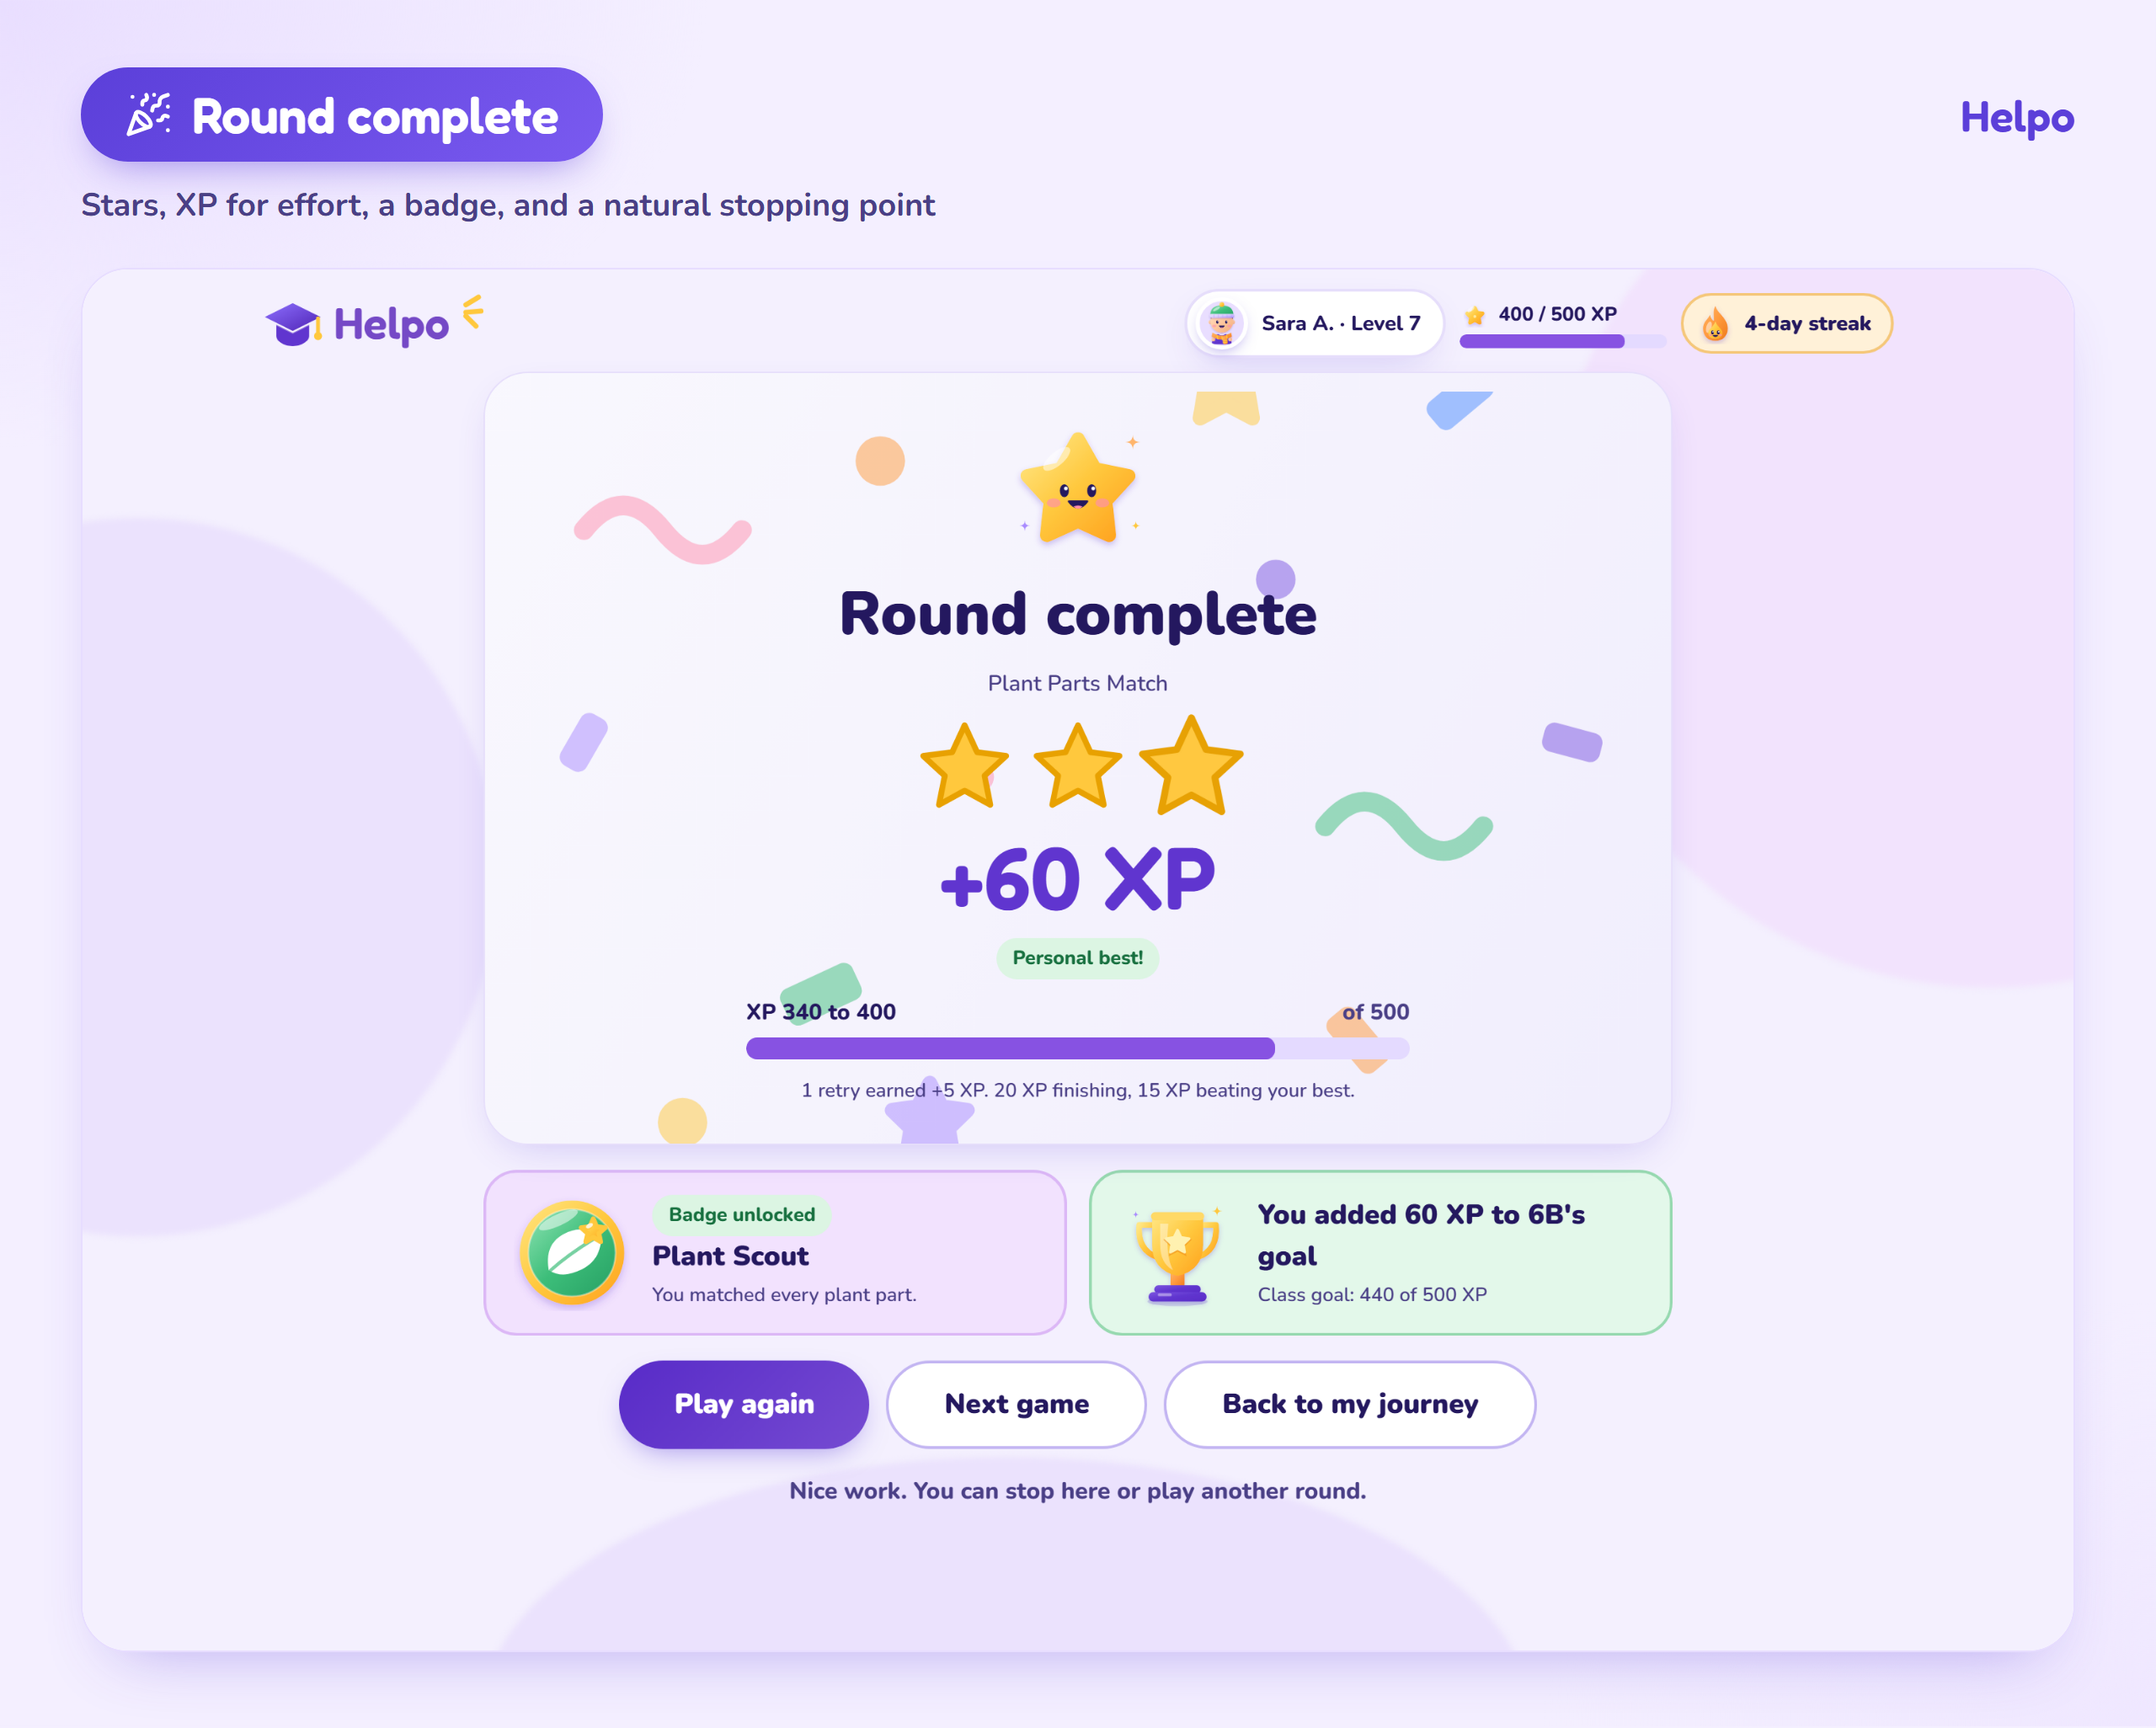 Round complete
Helpo
Stars, XP for effort, a badge, and a natural stopping point
Helpo
Sara A. · Level 7
400 / 500 XP
4-day streak
Round complete
Plant Parts Match
+60 XP
Personal best!
XP 340 to 400
of 500
1 retry earned +5 XP. 20 XP finishing, 15 XP beating your best.
Badge unlocked
Plant Scout
You matched every plant part.
You added 60 XP to 6B's
goal
Class goal: 440 of 500 XP
Play again
Next game
Back to my journey
Nice work. You can stop here or play another round.